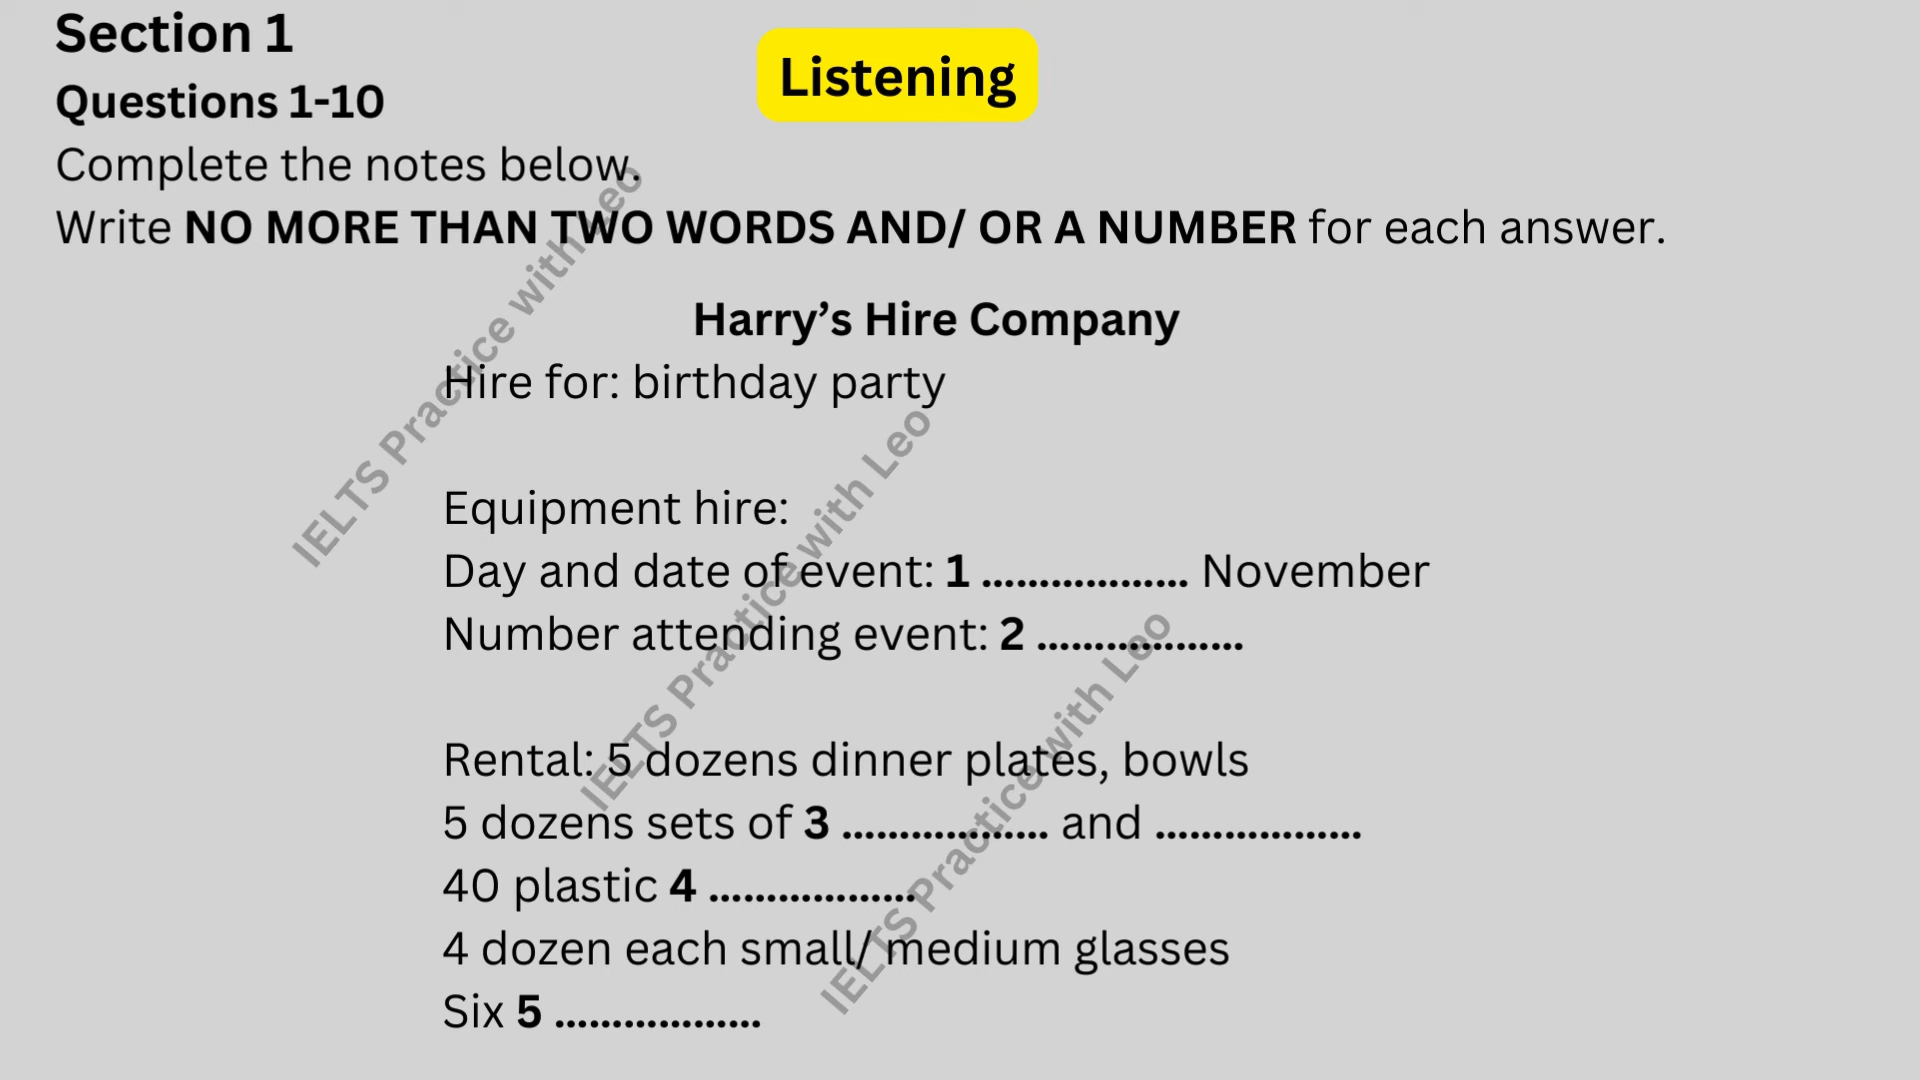 Section 1
Listening
Questions 1-10
Complete the notes below.
Write NO MORE THAN TWO WORDS AND/ OR A NUMBER for each answer.
Harry’s Hire Company
Hire for: birthday party
Equipment hire:
Day and date of event: 1 .................. November
Number attending event: 2 ..................
Rental: 5 dozens dinner plates, bowls
5 dozens sets of 3 .................. and ..................
40 plastic 4 ..................
4 dozen each small/ medium glasses
Six 5 ..................
IELTS Practice with Leo
IELTS Practice with Leo
IELTS Practice with Leo